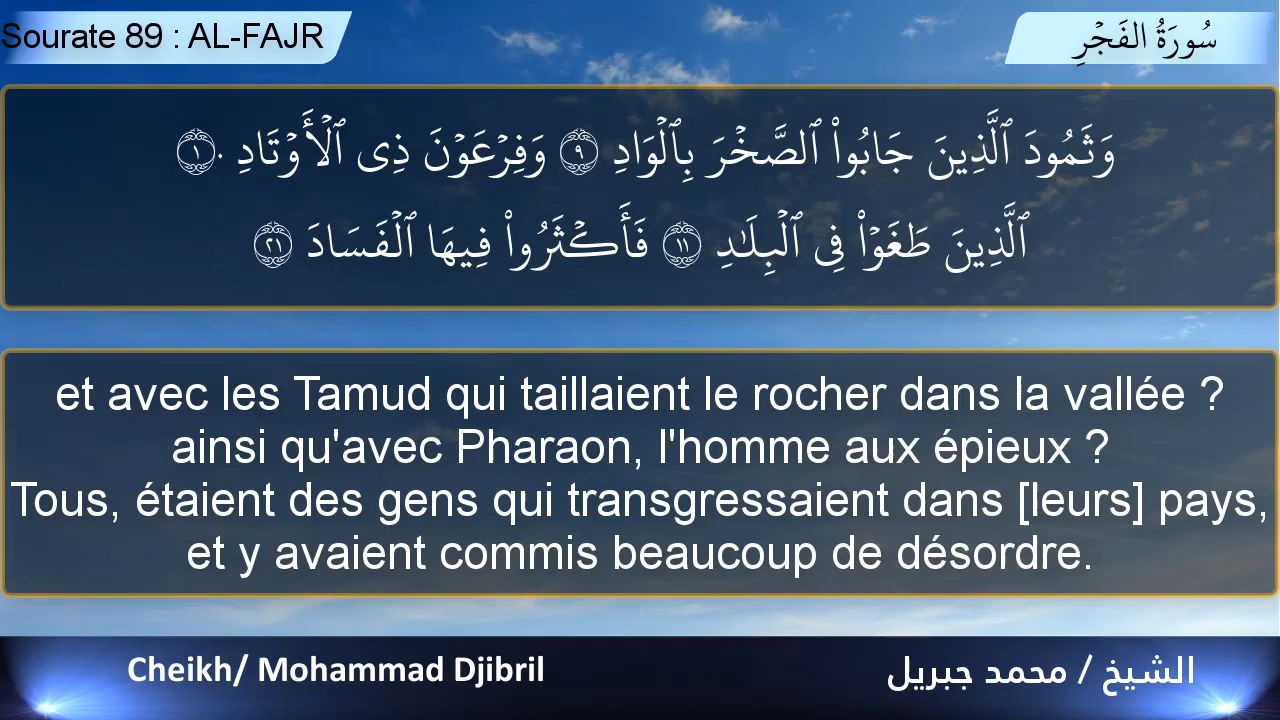 Sourate 89 : AL-FAJR
سُورَةُ الفَجْرِ
وَثَمُودَ ٱلَّذِينَ جَابُوا۟ ٱلصَّخْرَ بِٱلْوَادِ ۝٩ وَفِرْعَوْنَ ذِى ٱلْأَوْتَادِ ۝١٠
ٱلَّذِينَ طَغَوْا۟ فِى ٱلْبِلَـٰدِ ۝١١ فَأَكْثَرُوا۟ فِيهَا ٱلْفَسَادَ ۝٢١
et avec les Tamud qui taillaient le rocher dans la vallée ?
ainsi qu'avec Pharaon, l'homme aux épieux ?
Tous, étaient des gens qui transgressaient dans [leurs] pays,
et y avaient commis beaucoup de désordre.
Cheikh/ Mohammad Djibril
الشيخ / محمد جبريل